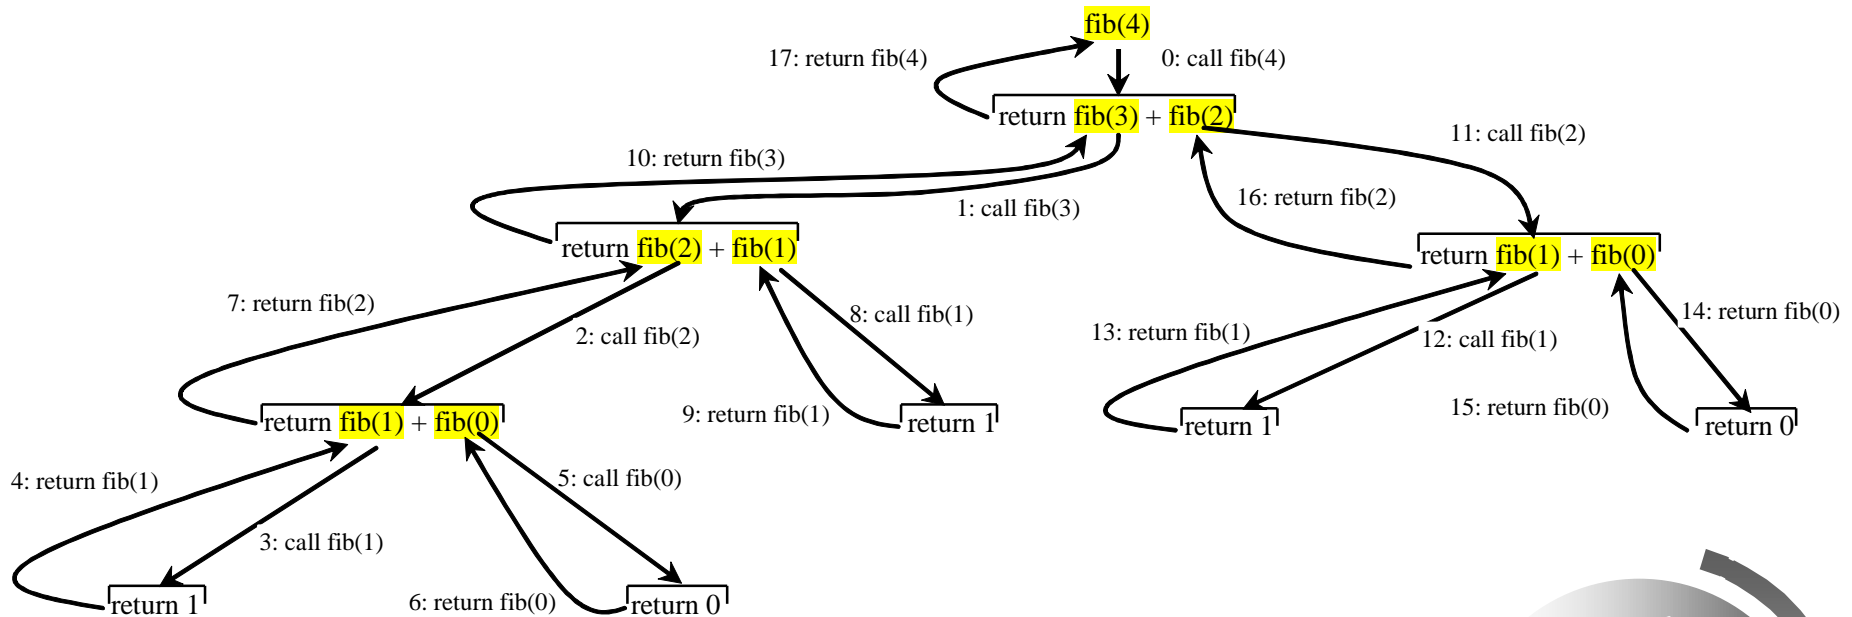 fib(4)
17: return fib(4)
0: call fib(4)
return fib(3) + fib(2)
11: call fib(2)
10: return fib(3)
16: return fib(2)
1: call fib(3)
return fib(2) + fib(1)
return fib(1) + fib(0)
7: return fib(2)
8: call fib(1)
14: return fib(0)
2: call fib(2)
13: return fib(1)
12: call fib(1)
9: return fib(1)
15: return fib(0)
return fib(1) + fib(0)
return 1
return 1
return 0
4: return fib(1)
5: call fib(0)
3: call fib(1)
6: return fib(0)
return 1
return 0